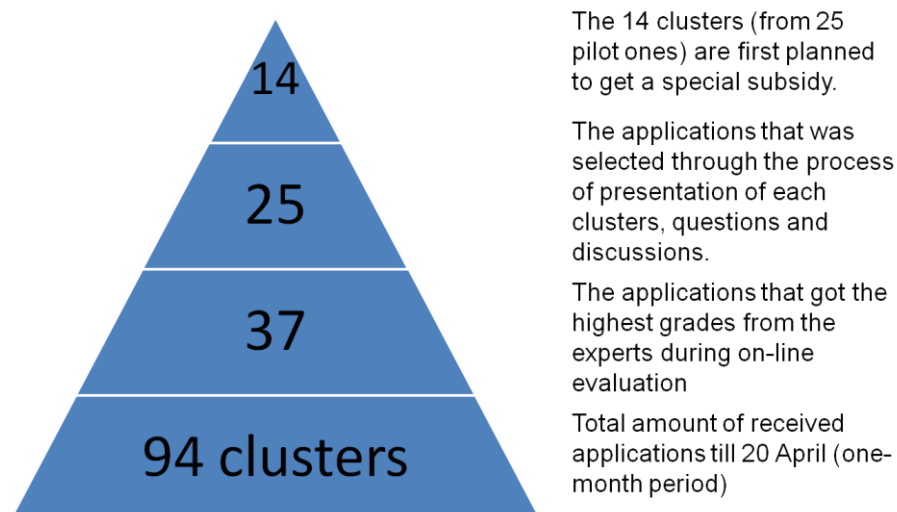 14
The 14 clusters (from 25
pilot ones) are first planned
to get a special subsidy.
25
The applications that was
selected through the process
of presentation of each
clusters, questions and
discussions.
37
The applications that got the
highest grades from the
experts during on-line
evaluation
94 clusters
Total amount of received
applications till 20 April (one-
month period)